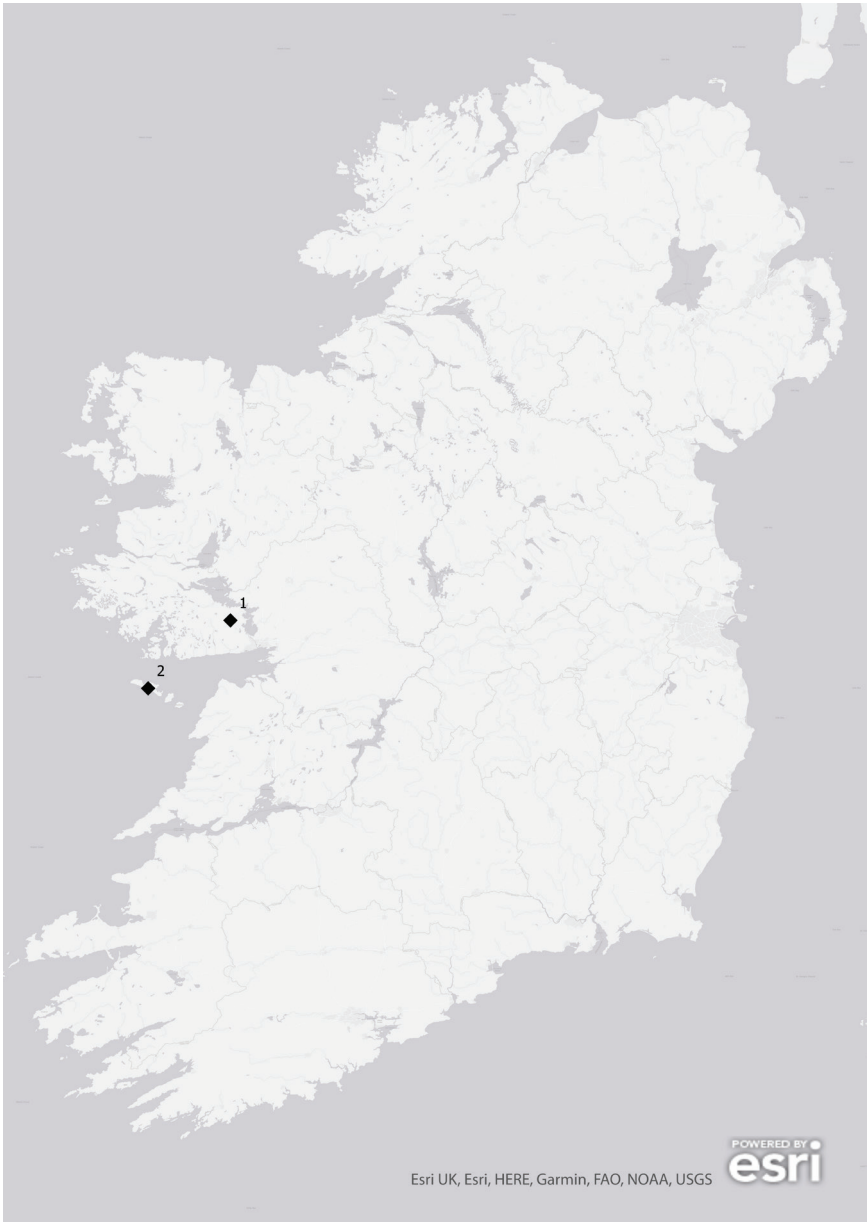 1
2
POWERED BY
esri
Esri UK, Esri, HERE, Garmin, FAO, NOAA, USGS